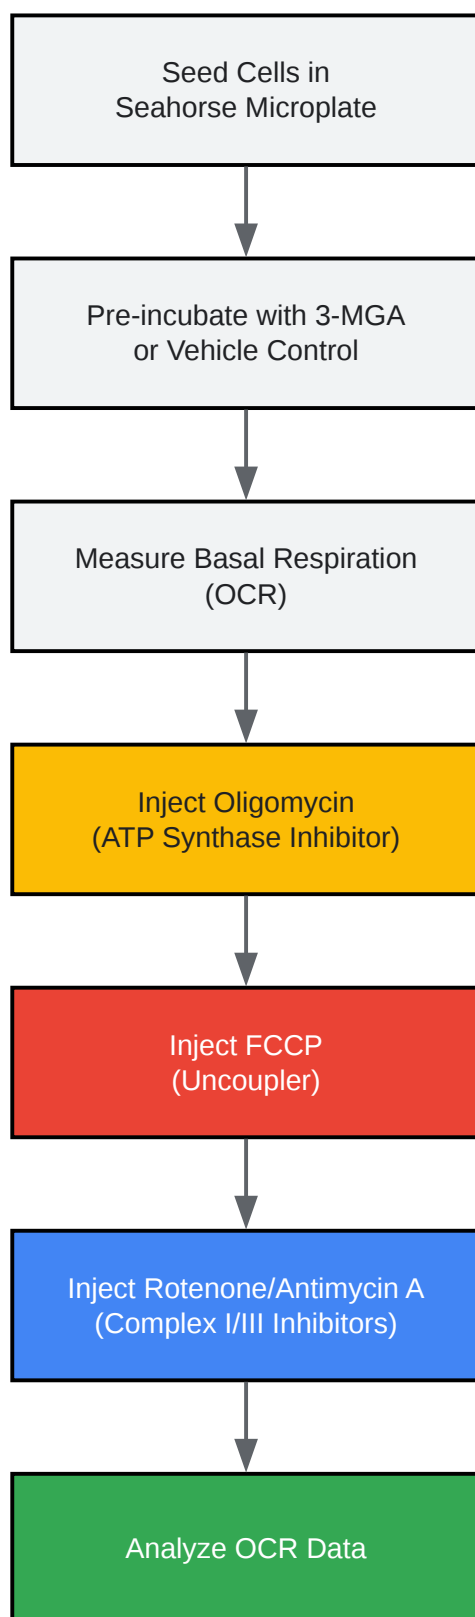 Seed Cells in
Seahorse Microplate
Pre-incubate with 3-MGA
or Vehicle Control
Measure Basal Respiration
(OCR)
Inject Oligomycin
(ATP Synthase Inhibitor)
Inject FCCP
(Uncoupler)
Inject Rotenone/Antimycin A
(Complex I/III Inhibitors)
Analyze OCR Data